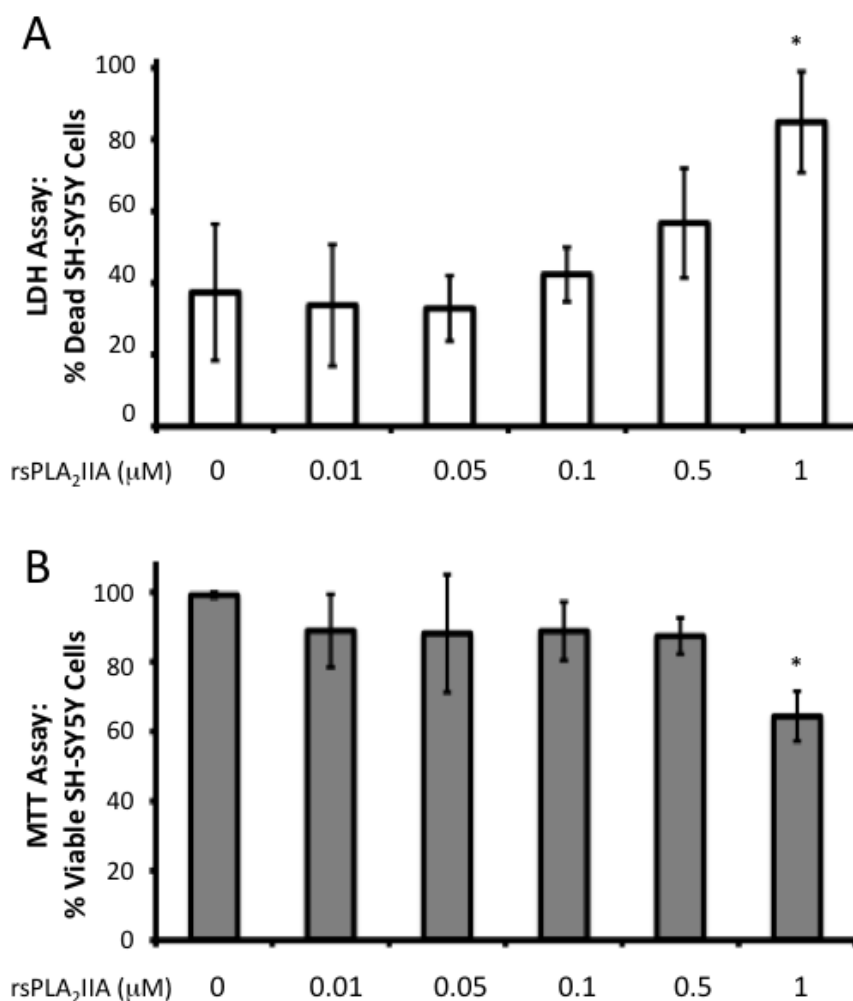 A
*
100
80
60
40
20
0
LDH Assay:
% Dead SH-SY5Y Cells
rsPLA₂IIA (μM) 0 0.01 0.05 0.1 0.5 1
B
*
100
80
60
40
20
0
MTT Assay:
% Viable SH-SY5Y Cells
rsPLA₂IIA (μM) 0 0.01 0.05 0.1 0.5 1